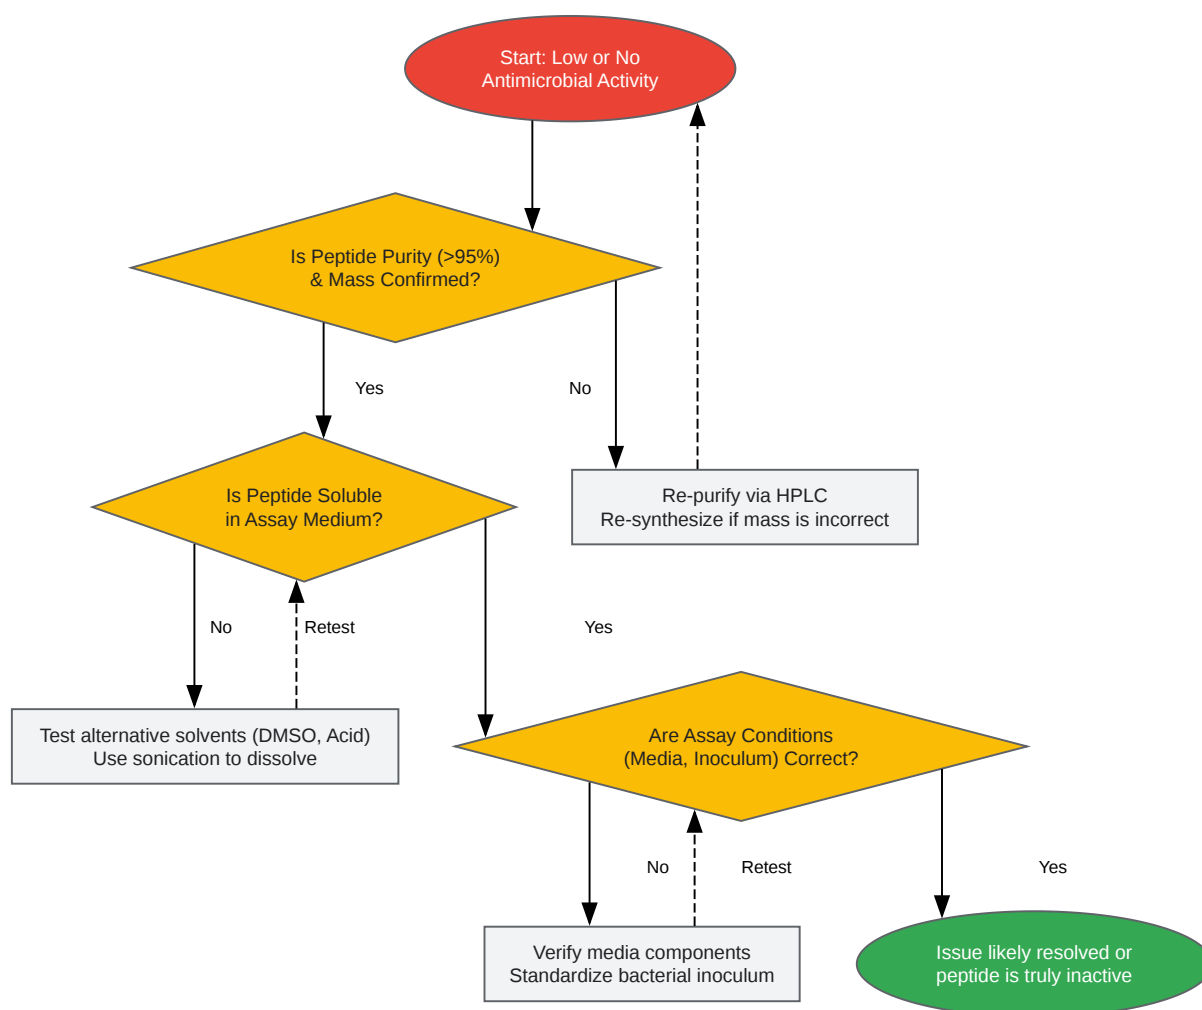 Start: Low or No
Antimicrobial Activity
Is Peptide Purity (>95%)
& Mass Confirmed?
Yes
No
Is Peptide Soluble
in Assay Medium?
Re-purify via HPLC
Re-synthesize if mass is incorrect
No
Retest
Yes
Test alternative solvents (DMSO, Acid)
Use sonication to dissolve
Are Assay Conditions
(Media, Inoculum) Correct?
No
Retest
Yes
Verify media components
Standardize bacterial inoculum
Issue likely resolved or
peptide is truly inactive